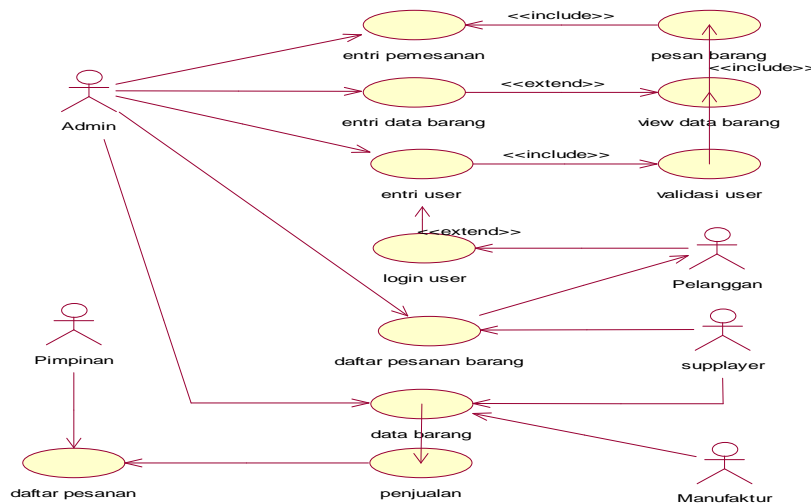 <<include>>
entri pemesanan
pesan barang
<<include>>
<<extend>>
Admin
entri data barang
view data barang
<<include>>
entri user
validasi user
<<extend>>
login user
Pelanggan
Pimpinan
daftar pesanan barang
supplayer
data barang
daftar pesanan
penjualan
Manufaktur